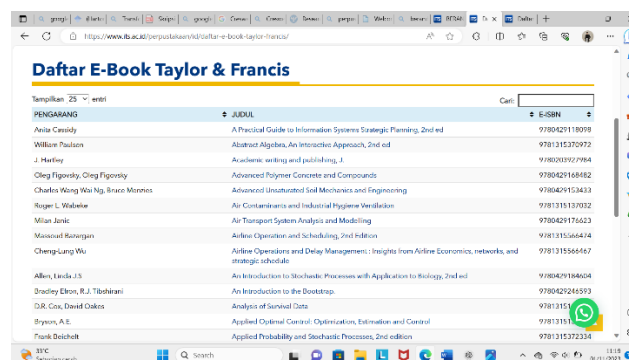 https://www.its.ac.id/perpustakaan/id/daftar-e-book-taylor-francis/
Daftar E-Book Taylor & Francis
Tampilkan 25 entri
Cari:
PENGARANG JUDUL E-ISBN
Anita Cassidy A Practical Guide to Information Systems Strategic Planning, 2nd ed 9780429118098
William Paulsen Abstract Algebra, An Interactive Approach, 2nd ed 9781315370972
J. Hartley Academic writing and publishing, J. 9780203927984
Oleg Figovsky, Oleg Figovsky Advanced Polymer Concrete and Compounds 9780429168482
Charles Wang Wai Ng, Bruce Menzies Advanced Unsaturated Soil Mechanics and Engineering 9780429153433
Roger L. Wabeke Air Contaminants and Industrial Hygiene Ventilation 9781315137032
Milan Janic Air Transport System Analysis and Modelling 9780429176623
Massoud Bazargan Airline Operation and Scheduling, 2nd Edition 9781315566474
Cheng-Lung Wu Airline Operations and Delay Management : Insights from Airline Economics, networks, and 9781315566467
strategic schedule
Allen, Linda J.S An Introduction to Stochastic Processes with Application to Biology, 2nd ed 9780429184604
Bradley Efron, R.J. Tibshirani An Introduction to the Bootstrap. 9780429246593
D.R. Cox, David Oakes Analysis of Survival Data
Bryson, A.E. Applied Optimal Control: Optimization, Estimation and Control
Frank Beichelt Applied Probability and Stochastic Processes, 2nd edition 9781315372334
31°C
Search
11:19